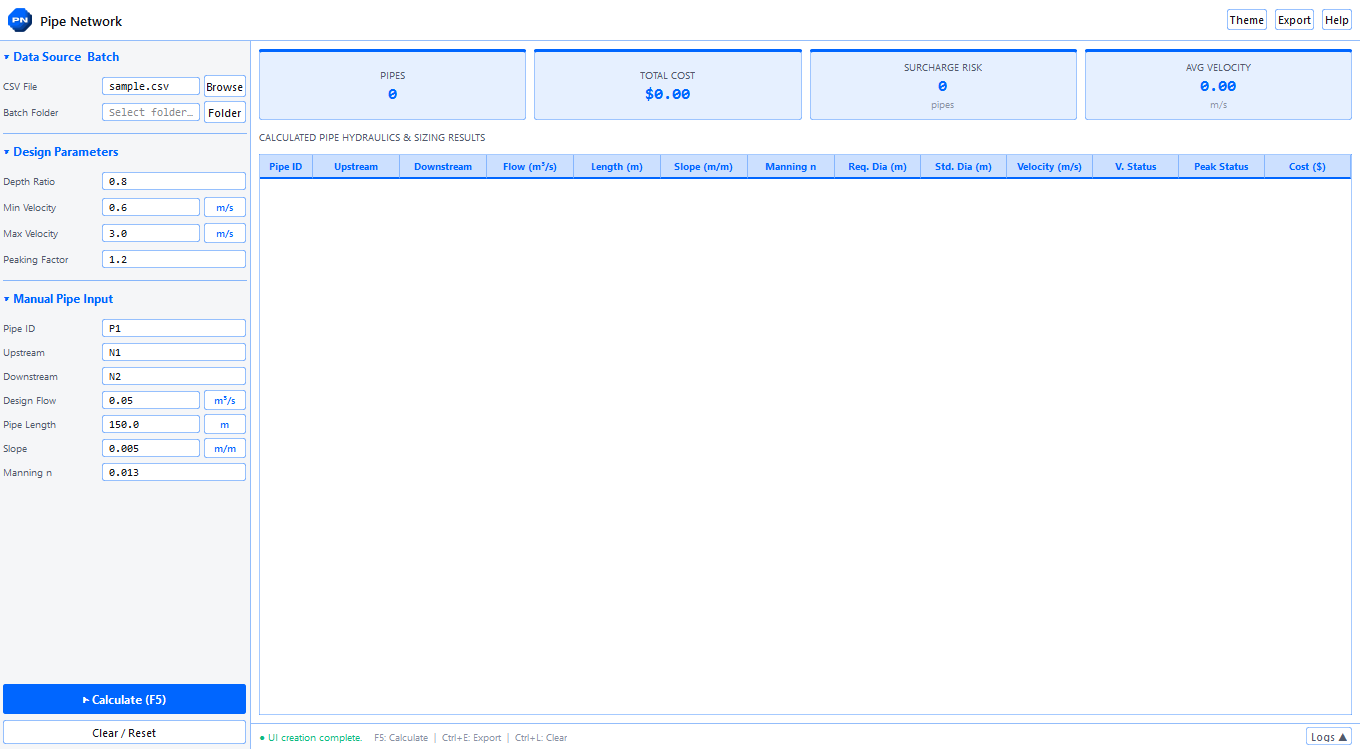 PN Pipe Network Theme Export Help
▾ Data Source Batch
CSV File sample.csv Browse
Batch Folder Select folder… Folder
▾ Design Parameters
Depth Ratio 0.8
Min Velocity 0.6 m/s
Max Velocity 3.0 m/s
Peaking Factor 1.2
▾ Manual Pipe Input
Pipe ID P1
Upstream N1
Downstream N2
Design Flow 0.05 m³/s
Pipe Length 150.0 m
Slope 0.005 m/m
Manning n 0.013
▶ Calculate (F5)
Clear / Reset
PIPES
0
TOTAL COST
$0.00
SURCHARGE RISK
0
pipes
AVG VELOCITY
0.00
m/s
CALCULATED PIPE HYDRAULICS & SIZING RESULTS
Pipe ID Upstream Downstream Flow (m³/s) Length (m) Slope (m/m) Manning n Req. Dia (m) Std. Dia (m) Velocity (m/s) V. Status Peak Status Cost ($)
● UI creation complete. F5: Calculate | Ctrl+E: Export | Ctrl+L: Clear Logs ▲